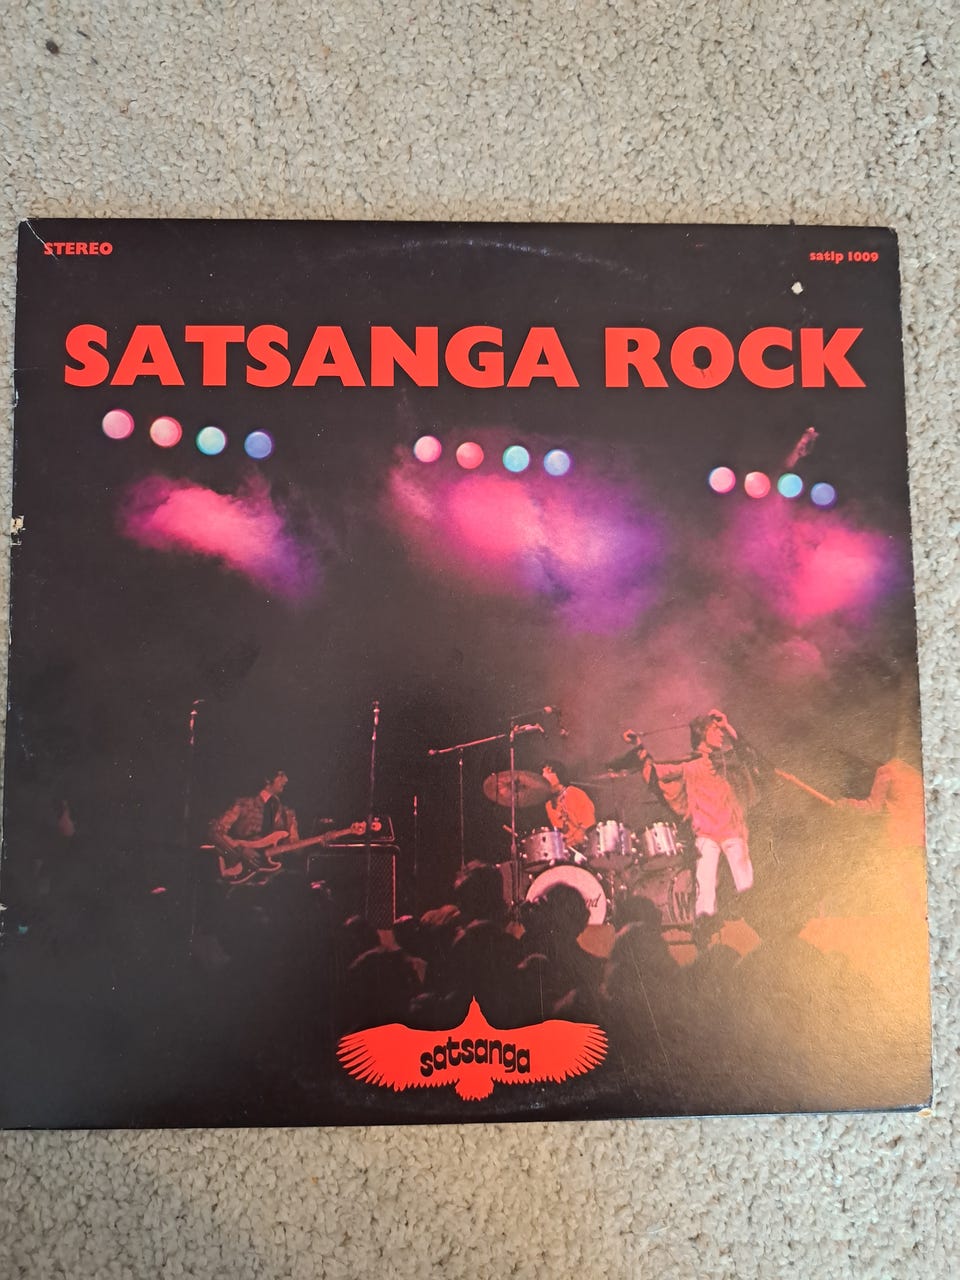 STEREO
satlp 1009
SATSANGA ROCK
satsanga